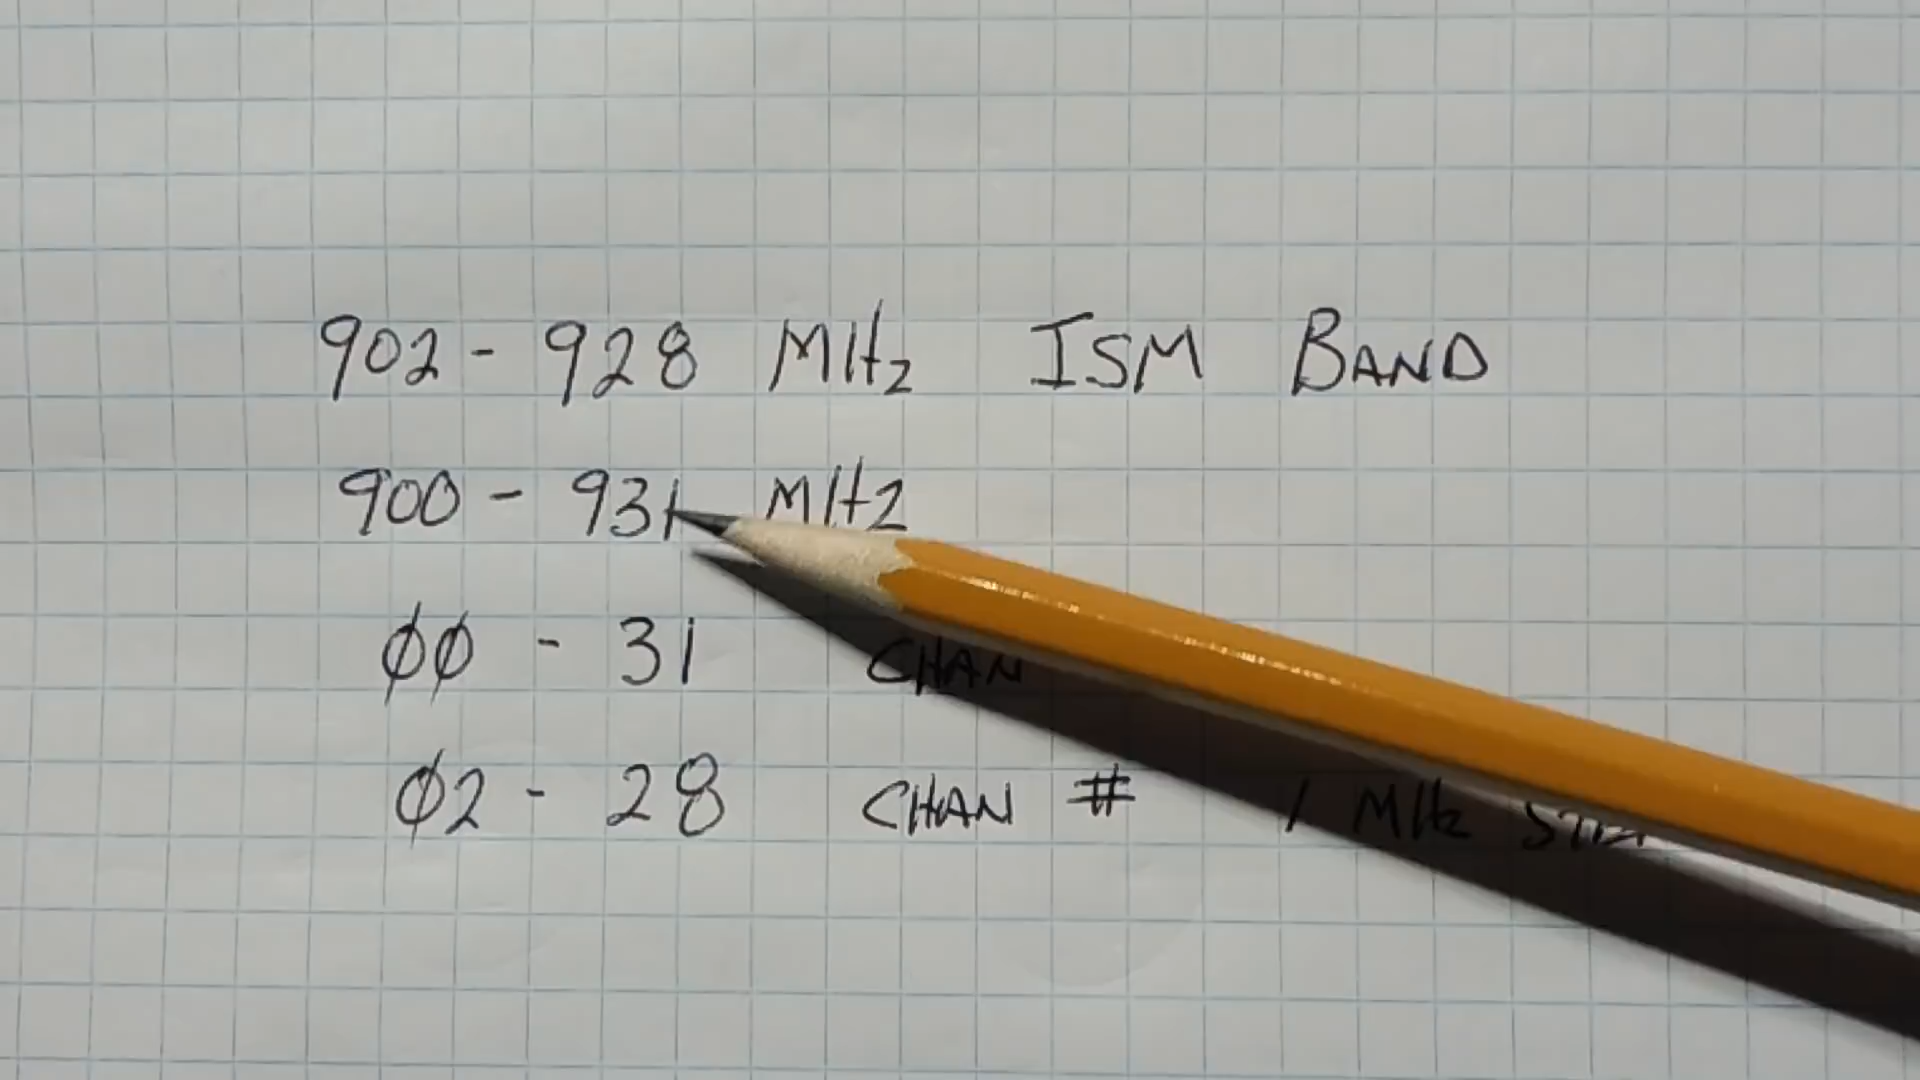 902 - 928 MHz ISM BAND
900 - 931 MHz
ØØ - 31 CHAN
Ø2 - 28 CHAN # 1 MHz